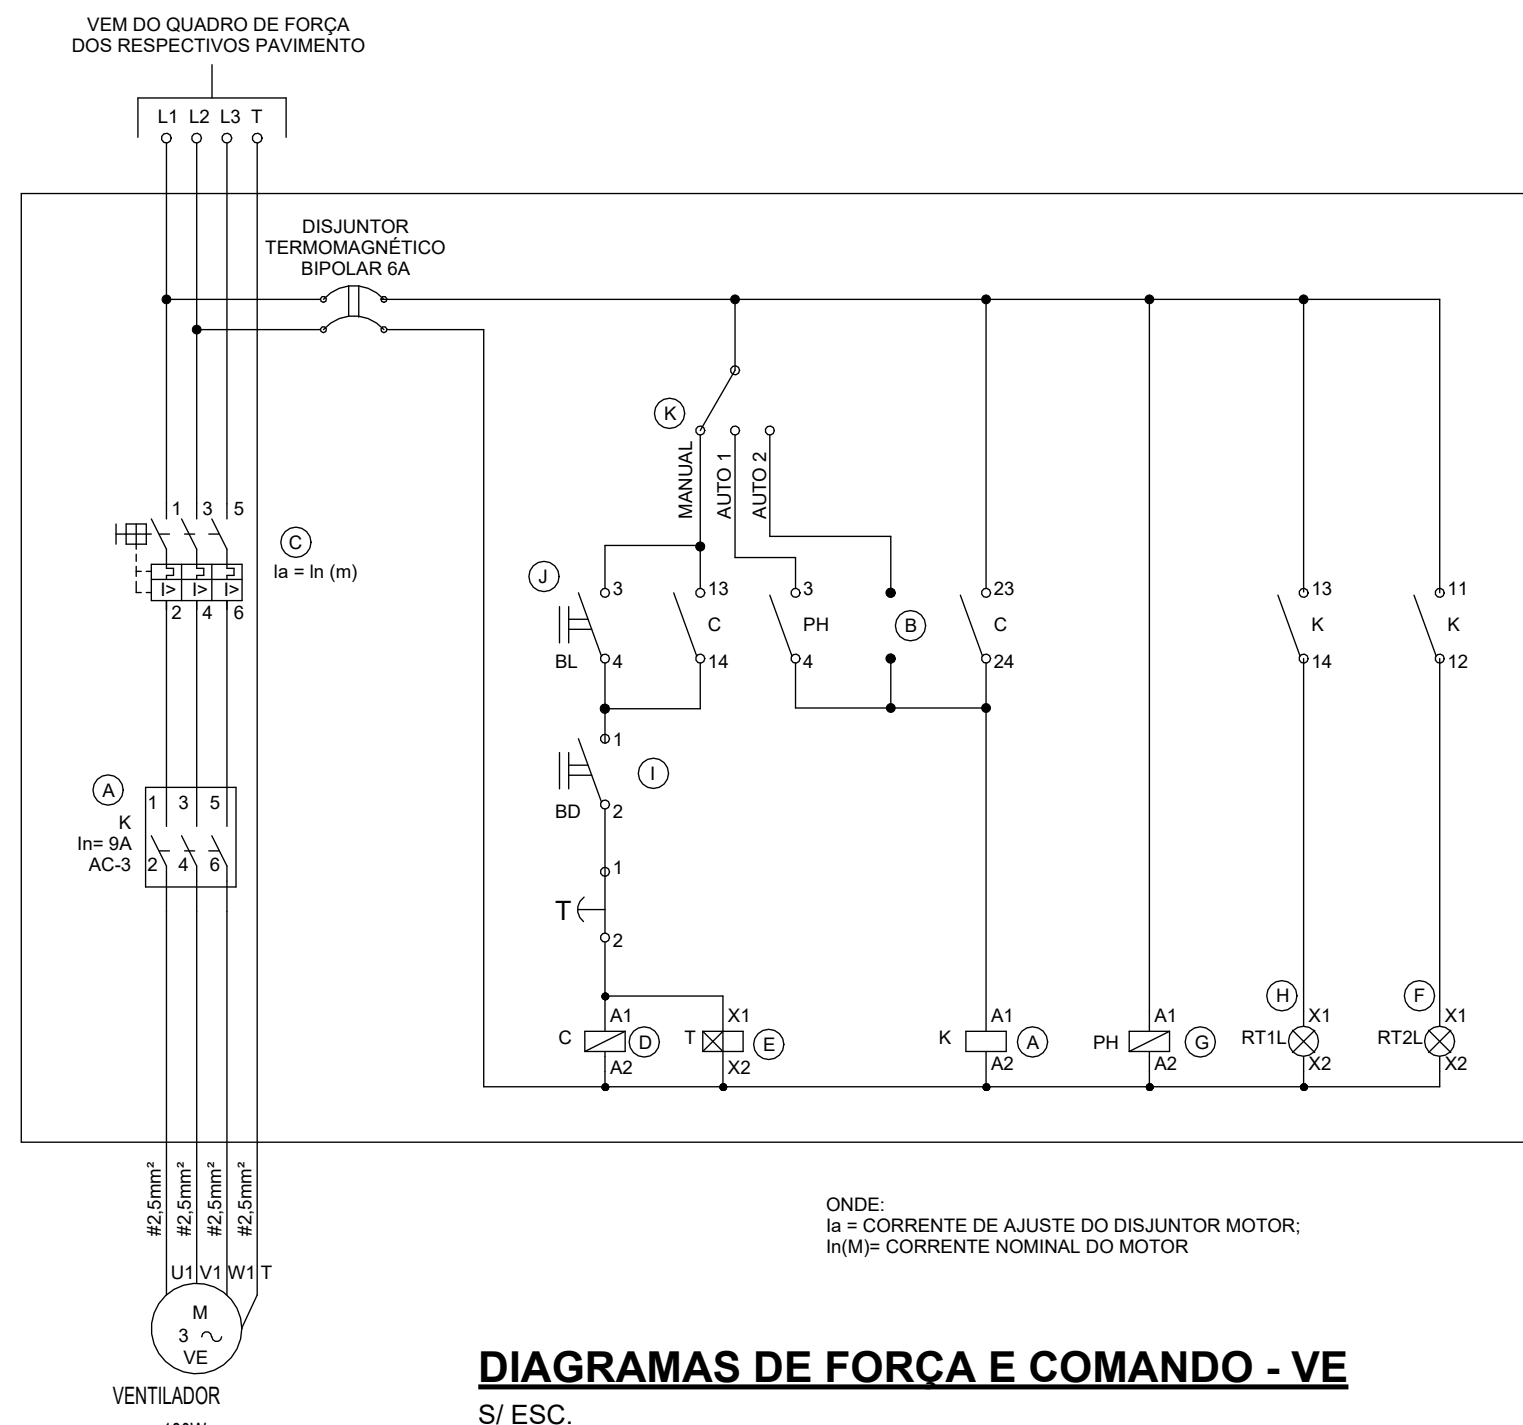 VEM DO QUADRO DE FORÇA
DOS RESPECTIVOS PAVIMENTO
L1 L2 L3 T
DISJUNTOR
TERMOMAGNÉTICO
BIPOLAR 6A
K
MANUAL
AUTO 1
AUTO 2
1 3 5
C
Ia = In (m)
I> I> I>
2 4 6
J
3 13 3 23 13 11
BL C PH B C K K
4 14 4 24 14 12
1
I
BD
2
A
1 3 5
K
In= 9A
AC-3
2 4 6
1
T
2
H F
A1 X1 A1 A1 X1 X1
C D T E K A PH G RT1L RT2L
A2 X2 A2 A2 X2 X2
#2,5mm²
#2,5mm²
#2,5mm²
#2,5mm²
ONDE:
Ia = CORRENTE DE AJUSTE DO DISJUNTOR MOTOR;
In(M)= CORRENTE NOMINAL DO MOTOR
U1 V1 W1 T
M
3
VE
VENTILADOR
DIAGRAMAS DE FORÇA E COMANDO - VE
S/ ESC.